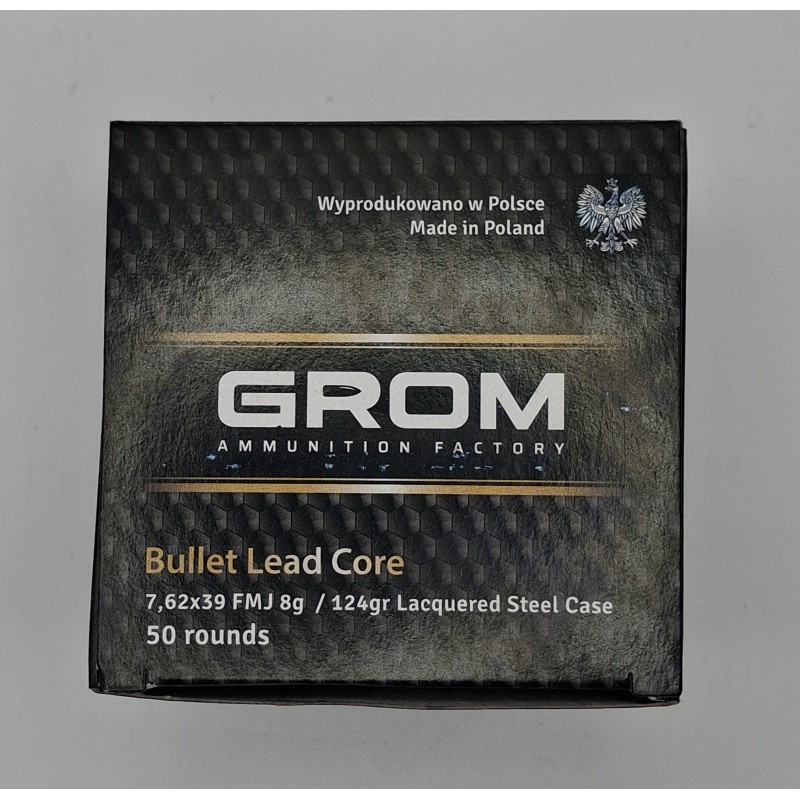 Wyprodukowano w Polsce
Made in Poland
GROM
AMMUNITION FACTORY
Bullet Lead Core
7,62x39 FMJ 8g / 124gr Lacquered Steel Case
50 rounds